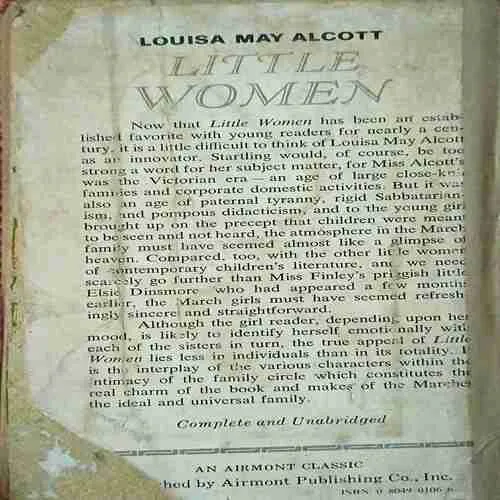 LOUISA MAY ALCOTT
LITTLE
WOMEN
Now that Little Women has been an estab-
lished favorite with young readers for nearly a cen-
tury, it is a little difficult to think of Louisa May Alcott
as an innovator. Startling would, of course, be too
strong a word for her subject matter, for Miss Alcott's
was the Victorian era — an age of large close-knit
families and corporate domestic activities. But it was
also an age of paternal tyranny, rigid Sabbatarian-
ism, and pompous didacticism, and to the young girl
brought up on the precept that children were meant
to be seen and not heard, the atmosphere in the March
family must have seemed almost like a glimpse of
heaven. Compared, too, with the other little women
of contemporary children's literature, and we need
scarcely go further than Miss Finley's priggish little
Elsie Dinsmore who had appeared a few months
earlier, the March girls must have seemed refresh-
ingly sincere and straightforward.
Although the girl reader, depending upon her
mood, is likely to identify herself emotionally with
each of the sisters in turn, the true appeal of Little
Women lies less in individuals than in its totality. I
is the interplay of the various characters within the
intimacy of the family circle which constitutes the
real charm of the book and makes of the Marches
the ideal and universal family.
Complete and Unabridged
AN AIRMONT CLASSIC
hed by Airmont Publishing Co., Inc.
ISBN 0-8049-0106-6